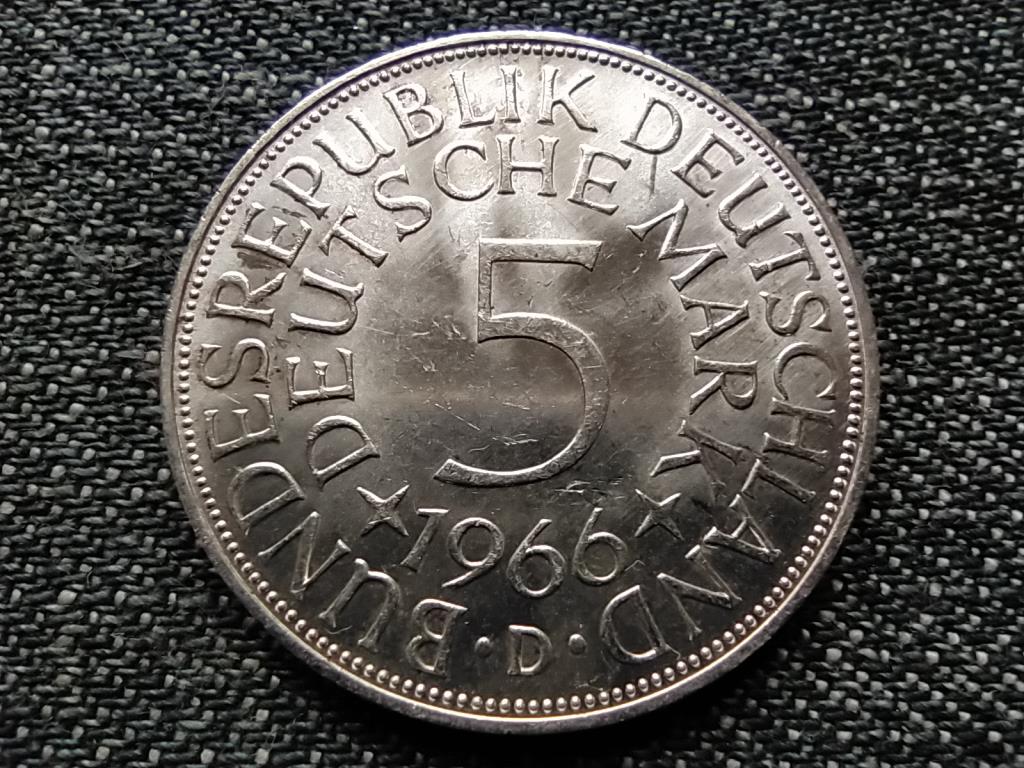 BUNDESREPUBLIK DEUTSCHLAND
DEUTSCHE MARK
5
1966
· D ·